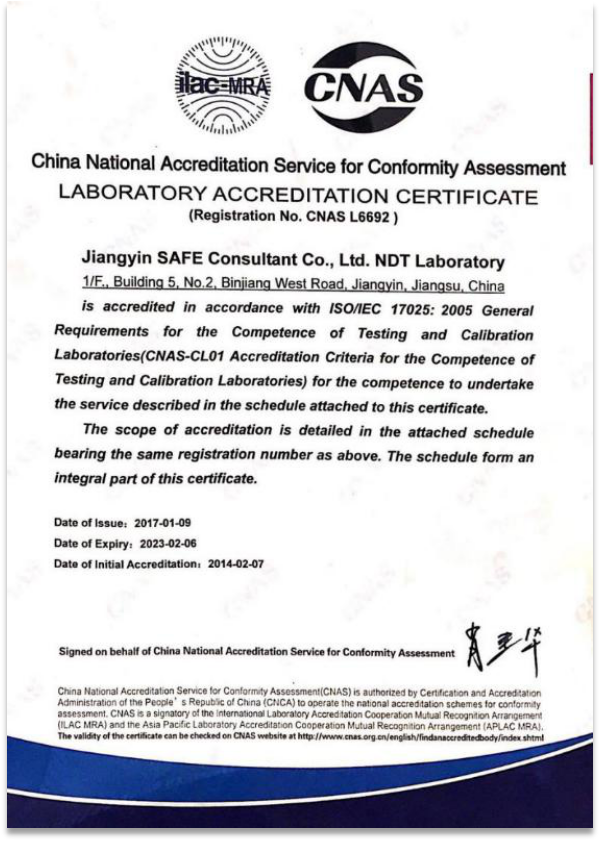 ilac-MRA
CNAS
China National Accreditation Service for Conformity Assessment
LABORATORY ACCREDITATION CERTIFICATE
(Registration No. CNAS L6692 )
Jiangyin SAFE Consultant Co., Ltd. NDT Laboratory
1/F., Building 5, No.2, Binjiang West Road, Jiangyin, Jiangsu, China
is accredited in accordance with ISO/IEC 17025: 2005 General
Requirements for the Competence of Testing and Calibration
Laboratories(CNAS-CL01 Accreditation Criteria for the Competence of
Testing and Calibration Laboratories) for the competence to undertake
the service described in the schedule attached to this certificate.
The scope of accreditation is detailed in the attached schedule
bearing the same registration number as above. The schedule form an
integral part of this certificate.
Date of Issue: 2017-01-09
Date of Expiry: 2023-02-06
Date of Initial Accreditation: 2014-02-07
Signed on behalf of China National Accreditation Service for Conformity Assessment
China National Accreditation Service for Conformity Assessment(CNAS) is authorized by Certification and Accreditation
Administration of the People's Republic of China (CNCA) to operate the national accreditation schemes for conformity
assessment. CNAS is a signatory of the International Laboratory Accreditation Cooperation Mutual Recognition Arrangement
(ILAC MRA) and the Asia Pacific Laboratory Accreditation Cooperation Mutual Recognition Arrangement (APLAC MRA).
The validity of the certificate can be checked on CNAS website at http://www.cnas.org.cn/english/findanaccreditedbody/index.shtml